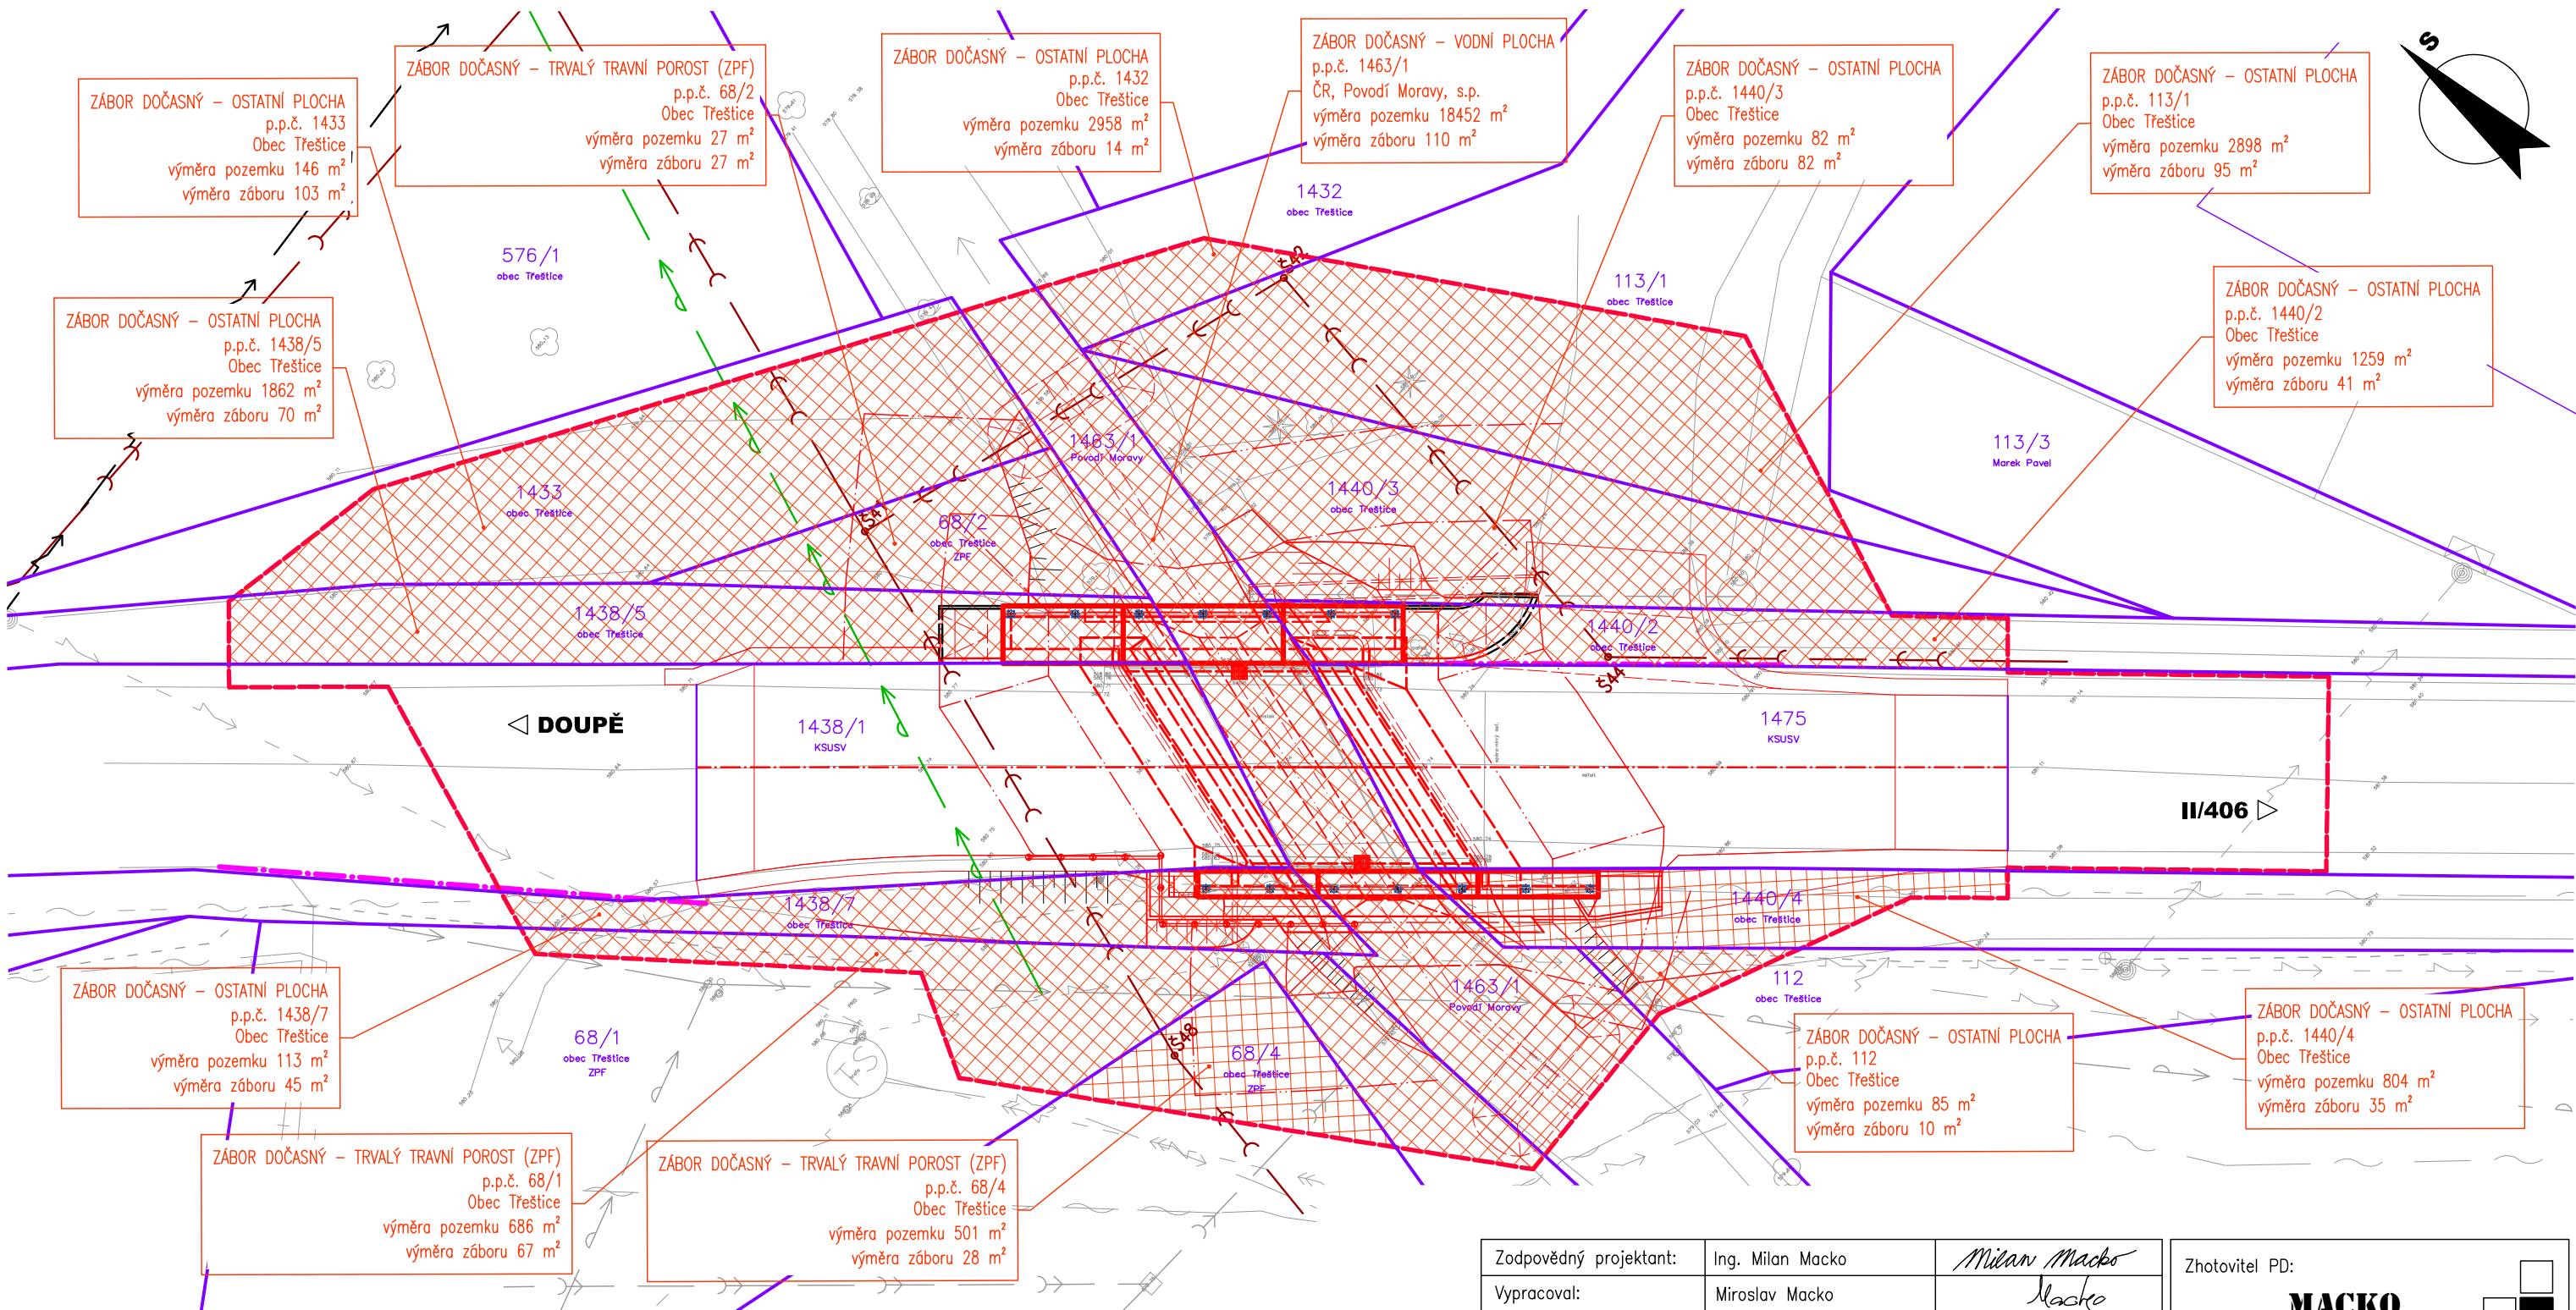 ZÁBOR DOČASNÝ – OSTATNÍ PLOCHA
p.p.č. 1433
Obec Třeštice
výměra pozemku 146 m²
výměra záboru 103 m²
ZÁBOR DOČASNÝ – TRVALÝ TRAVNÍ POROST (ZPF)
p.p.č. 68/2
Obec Třeštice
výměra pozemku 27 m²
výměra záboru 27 m²
ZÁBOR DOČASNÝ – OSTATNÍ PLOCHA
p.p.č. 1432
Obec Třeštice
výměra pozemku 2958 m²
výměra záboru 14 m²
ZÁBOR DOČASNÝ – VODNÍ PLOCHA
p.p.č. 1463/1
ČR, Povodí Moravy, s.p.
výměra pozemku 18452 m²
výměra záboru 110 m²
ZÁBOR DOČASNÝ – OSTATNÍ PLOCHA
p.p.č. 1440/3
Obec Třeštice
výměra pozemku 82 m²
výměra záboru 82 m²
ZÁBOR DOČASNÝ – OSTATNÍ PLOCHA
p.p.č. 113/1
Obec Třeštice
výměra pozemku 2898 m²
výměra záboru 95 m²
S
1432
obec Třeštice
576/1
obec Třeštice
113/1
obec Třeštice
ZÁBOR DOČASNÝ – OSTATNÍ PLOCHA
p.p.č. 1438/5
Obec Třeštice
výměra pozemku 1862 m²
výměra záboru 70 m²
ZÁBOR DOČASNÝ – OSTATNÍ PLOCHA
p.p.č. 1440/2
Obec Třeštice
výměra pozemku 1259 m²
výměra záboru 41 m²
1463/1
Povodí Moravy
113/3
Marek Pavel
1433
obec Třeštice
1440/3
obec Třeštice
68/2
obec Třeštice
ZPF
1438/5
obec Třeštice
1440/2
obec Třeštice
Š44
DOUPĚ
1438/1
KSUSV
1475
KSUSV
II/406
1438/7
obec Třeštice
1440/4
obec Třeštice
ZÁBOR DOČASNÝ – OSTATNÍ PLOCHA
p.p.č. 1438/7
Obec Třeštice
výměra pozemku 113 m²
výměra záboru 45 m²
68/1
obec Třeštice
ZPF
TS
Š48
68/4
obec Třeštice
ZPF
1463/1
Povodí Moravy
112
obec Třeštice
ZÁBOR DOČASNÝ – OSTATNÍ PLOCHA
p.p.č. 112
Obec Třeštice
výměra pozemku 85 m²
výměra záboru 10 m²
ZÁBOR DOČASNÝ – OSTATNÍ PLOCHA
p.p.č. 1440/4
Obec Třeštice
výměra pozemku 804 m²
výměra záboru 35 m²
ZÁBOR DOČASNÝ – TRVALÝ TRAVNÍ POROST (ZPF)
p.p.č. 68/1
Obec Třeštice
výměra pozemku 686 m²
výměra záboru 67 m²
ZÁBOR DOČASNÝ – TRVALÝ TRAVNÍ POROST (ZPF)
p.p.č. 68/4
Obec Třeštice
výměra pozemku 501 m²
výměra záboru 28 m²
Zodpovědný projektant: Ing. Milan Macko Milan Macko
Vypracoval: Miroslav Macko Macko
Zhotovitel PD:
MACKO